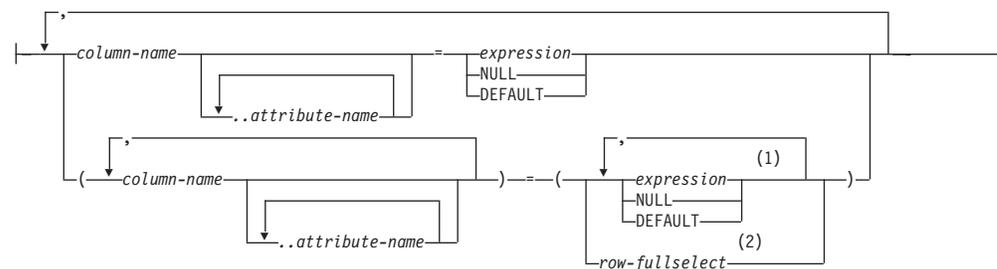 ,
column-name = expression
NULL
DEFAULT
..attribute-name
, ,
(1)
( column-name ) = ( expression )
NULL
DEFAULT
..attribute-name (2)
row-fullselect